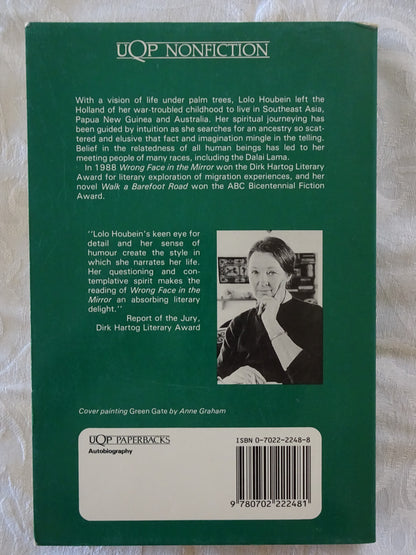 UQP NONFICTION
With a vision of life under palm trees, Lolo Houbein left the
Holland of her war-troubled childhood to live in Southeast Asia,
Papua New Guinea and Australia. Her spiritual journeying has
been guided by intuition as she searches for an ancestry so scat-
tered and elusive that fact and imagination mingle in the telling.
Belief in the relatedness of all human beings has led to her
meeting people of many races, including the Dalai Lama.
In 1988 Wrong Face in the Mirror won the Dirk Hartog Literary
Award for literary exploration of migration experiences, and her
novel Walk a Barefoot Road won the ABC Bicentennial Fiction
Award.
''Lolo Houbein's keen eye for
detail and her sense of
humour create the style in
which she narrates her life.
Her questioning and con-
templative spirit makes the
reading of Wrong Face in the
Mirror an absorbing literary
delight.''
Report of the Jury,
Dirk Hartog Literary Award
Cover painting Green Gate by Anne Graham
UQP PAPERBACKS
Autobiography
ISBN 0-7022-2248-8
9 780702 222481